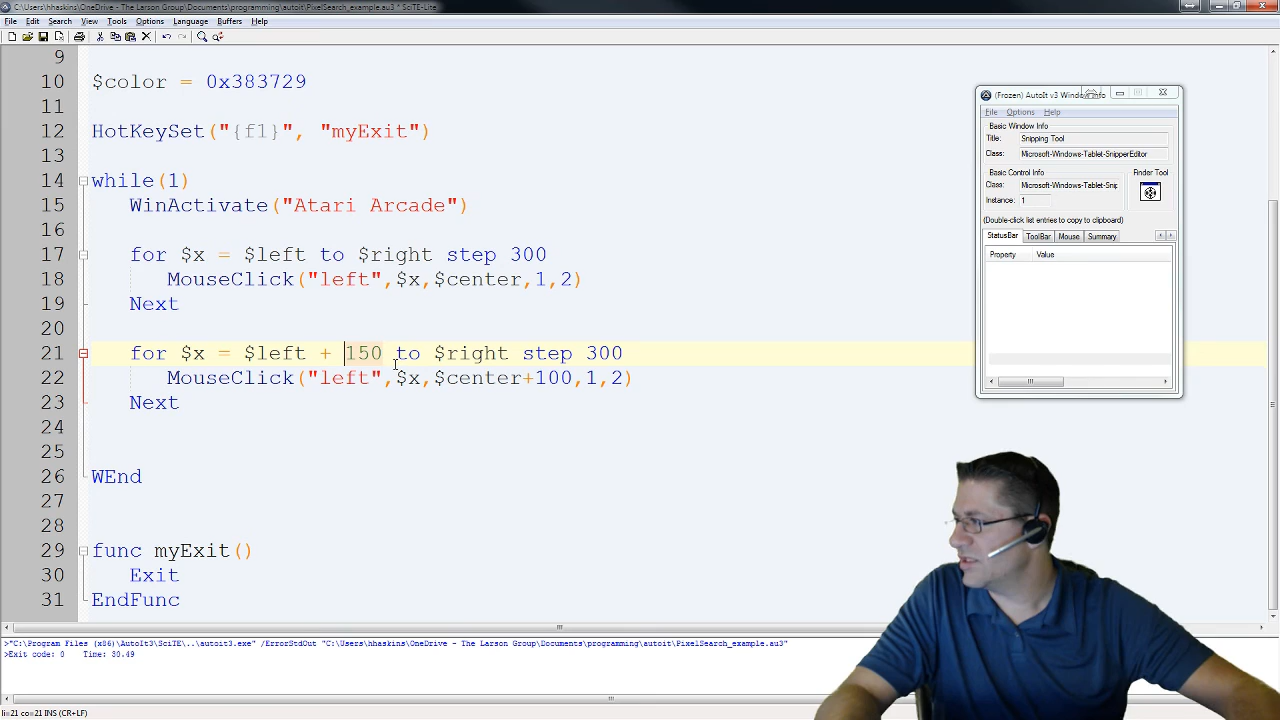 C:\Users\hhaskins\OneDrive - The Larson Group\Documents\programming\autoit\PixelSearch_example.au3 * SciTE-Lite
File Edit Search View Tools Options Language Buffers Help
9
10 $color = 0x383729
11
12 HotKeySet("{f1}", "myExit")
13
14 while(1)
15 WinActivate("Atari Arcade")
16
17 for $x = $left to $right step 300
18 MouseClick("left",$x,$center,1,2)
19 Next
20
21 for $x = $left + 150 to $right step 300
22 MouseClick("left",$x,$center+100,1,2)
23 Next
24
25
26 WEnd
27
28
29 func myExit()
30 Exit
31 EndFunc
(Frozen) AutoIt v3 Window Info
File Options Help
Basic Window Info
Title: Snipping Tool
Class: Microsoft-Windows-Tablet-SnipperEditor
Basic Control Info
Class: Microsoft-Windows-Tablet-Snip
Instance: 1
Finder Tool
(Double-click list entries to copy to clipboard)
StatusBar ToolBar Mouse Summary
Property Value
>"C:\Program Files (x86)\AutoIt3\SciTE\..\autoit3.exe" /ErrorStdOut "C:\Users\hhaskins\OneDrive - The Larson Group\Documents\programming\autoit\PixelSearch_example.au3"
>Exit code: 0 Time: 30.49
li=21 co=21 INS (CR+LF)